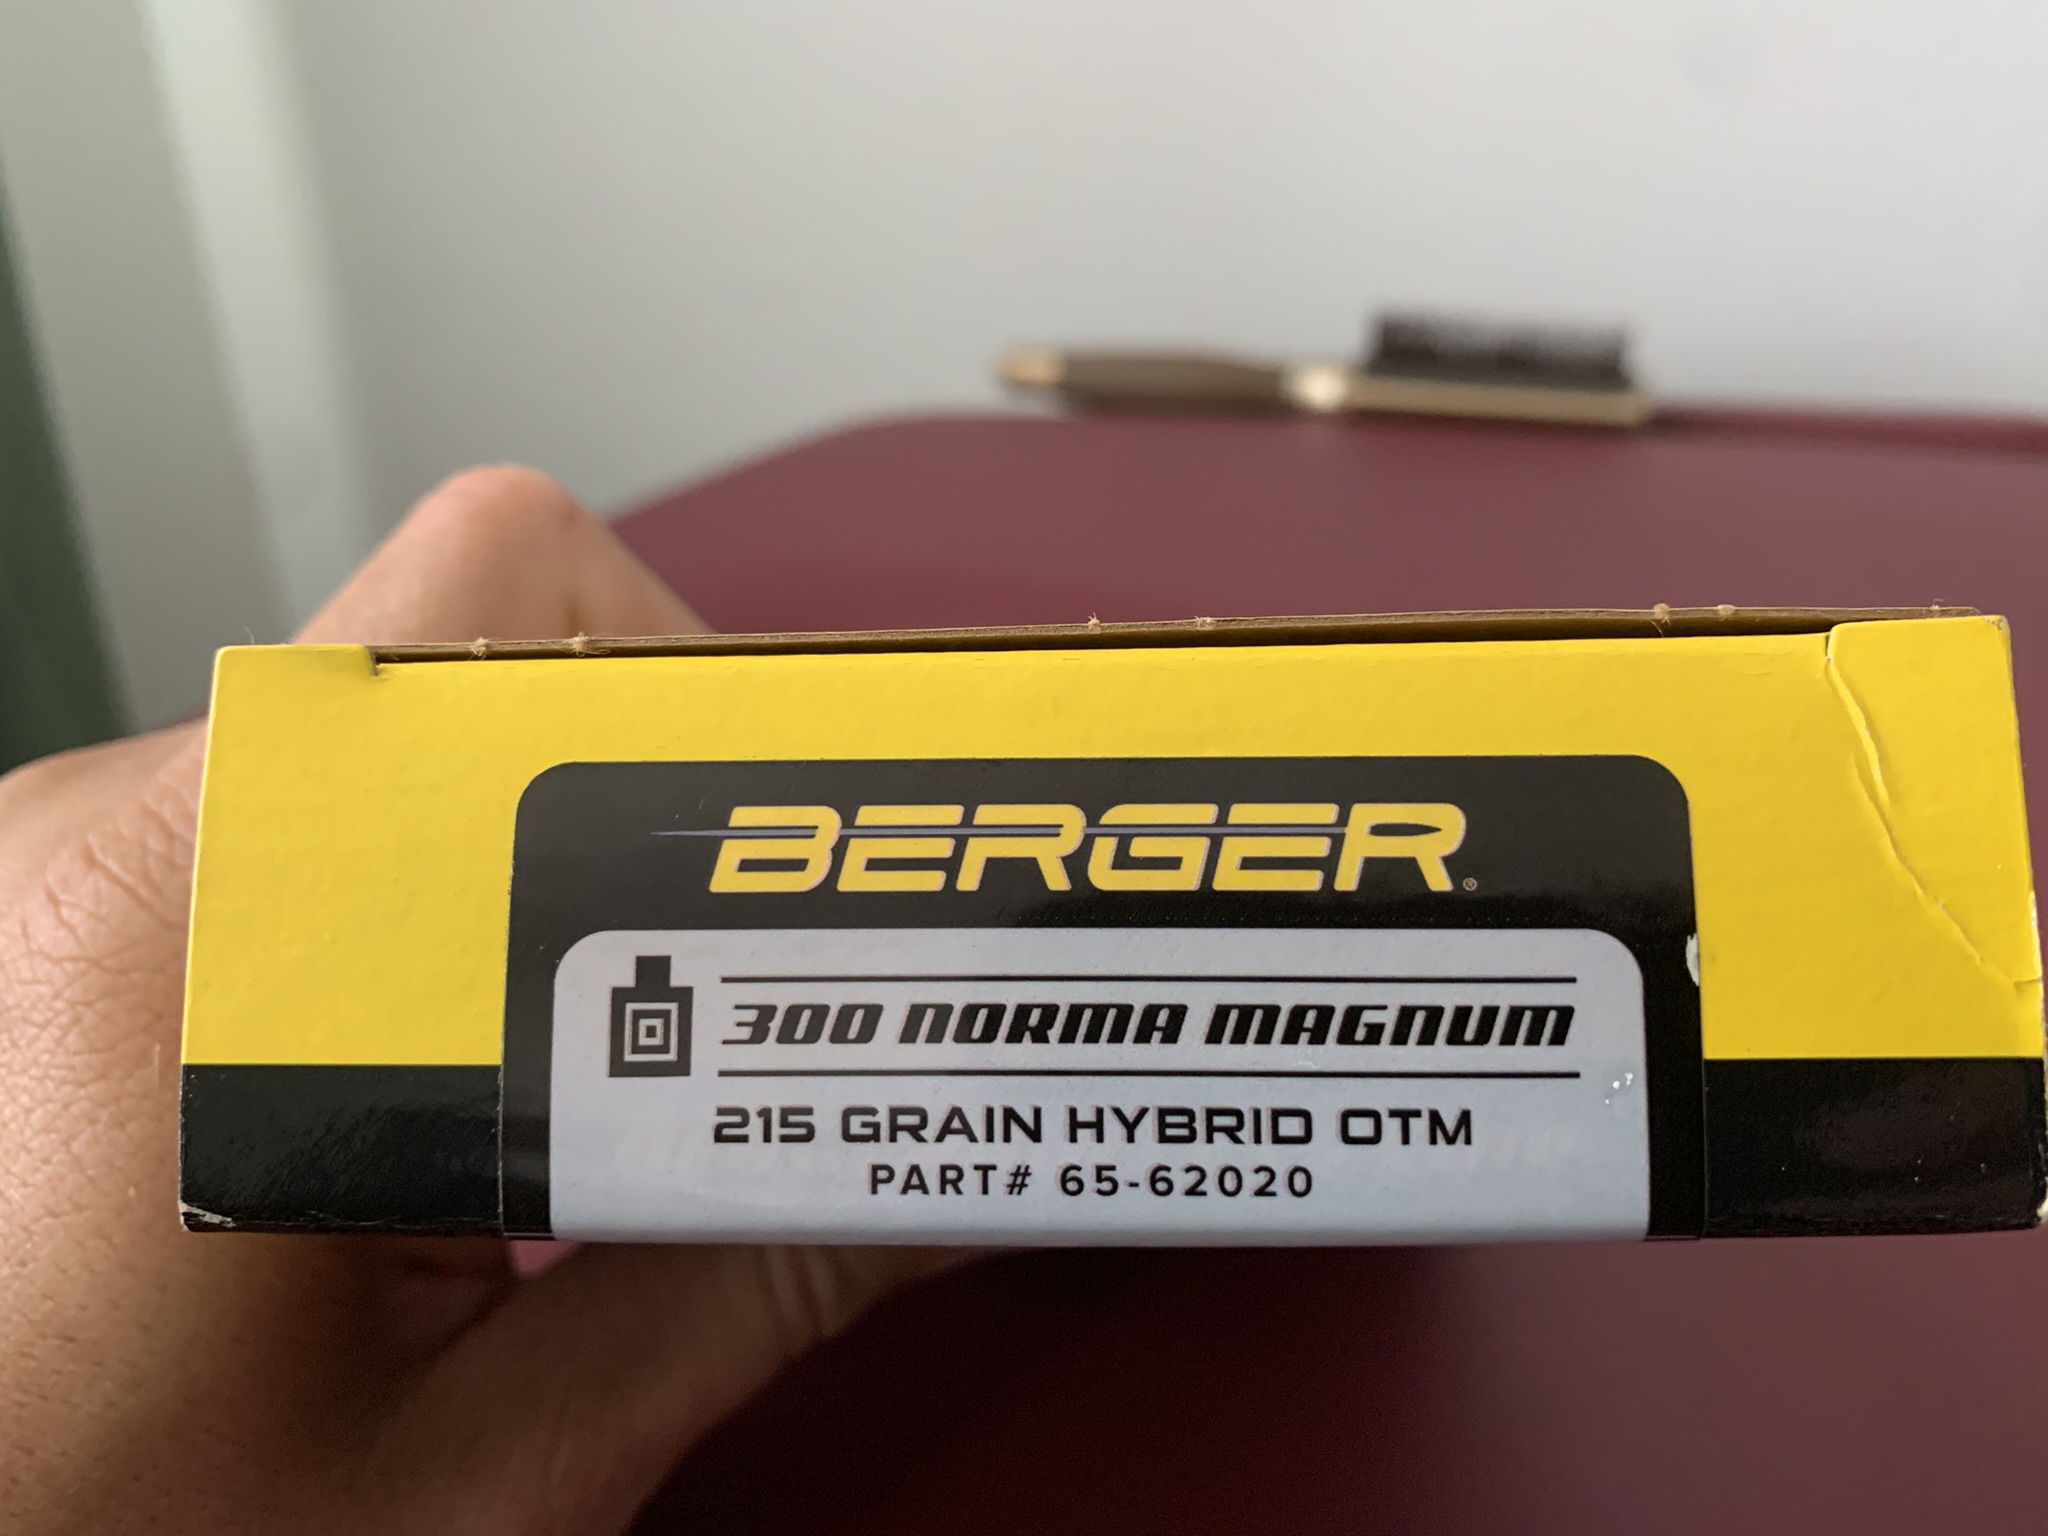 BERGER®
300 NORMA MAGNUM
215 GRAIN HYBRID OTM
PART# 65-62020